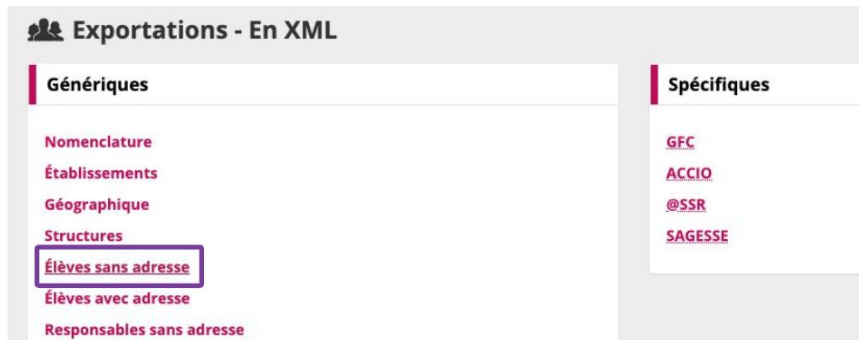 Exportations - En XML
Génériques
Nomenclature
Établissements
Géographique
Structures
Élèves sans adresse
Élèves avec adresse
Responsables sans adresse
Spécifiques
GFC
ACCIO
@SSR
SAGESSE